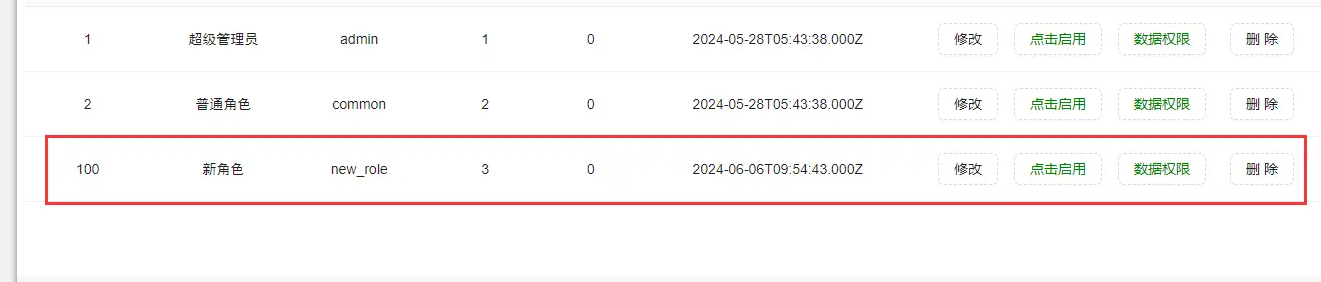 1 超级管理员 admin 1 0 2024-05-28T05:43:38.000Z 修改 点击启用 数据权限 删 除
2 普通角色 common 2 0 2024-05-28T05:43:38.000Z 修改 点击启用 数据权限 删 除
100 新角色 new_role 3 0 2024-06-06T09:54:43.000Z 修改 点击启用 数据权限 删 除